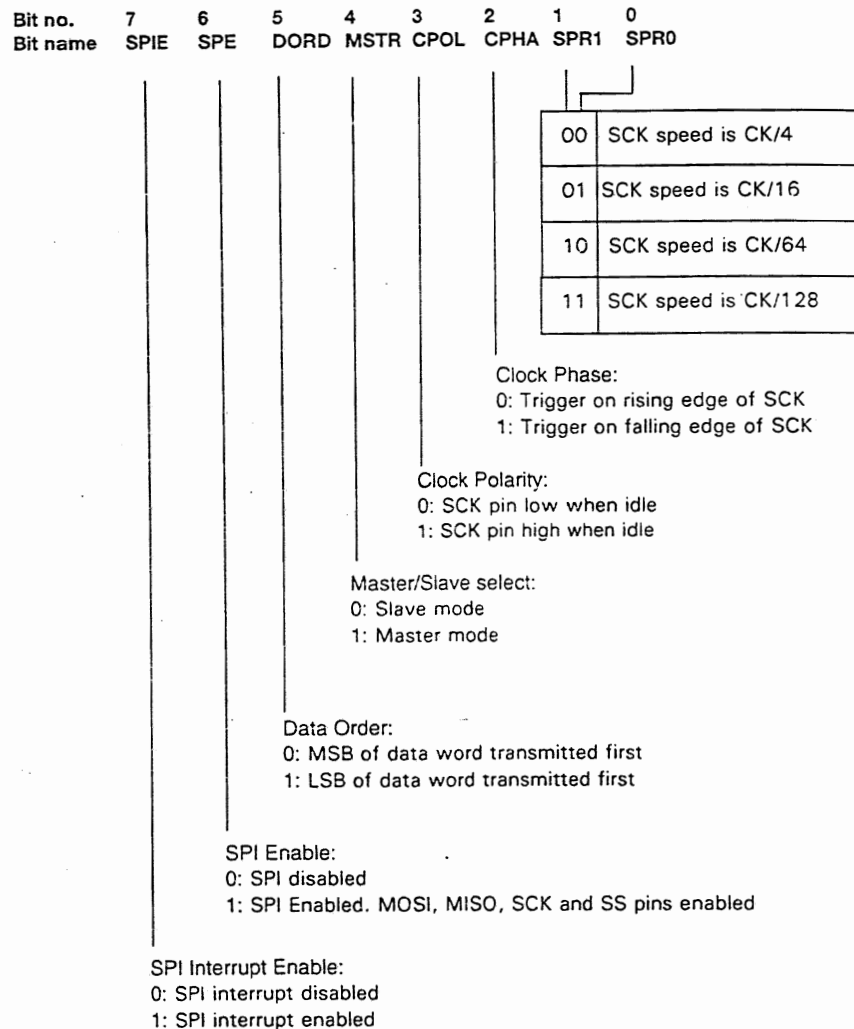 Bit no. 7 6 5 4 3 2 1 0
Bit name SPIE SPE DORD MSTR CPOL CPHA SPR1 SPR0
00 SCK speed is CK/4
01 SCK speed is CK/16
10 SCK speed is CK/64
11 SCK speed is CK/128
Clock Phase:
0: Trigger on rising edge of SCK
1: Trigger on falling edge of SCK
Clock Polarity:
0: SCK pin low when idle
1: SCK pin high when idle
Master/Slave select:
0: Slave mode
1: Master mode
Data Order:
0: MSB of data word transmitted first
1: LSB of data word transmitted first
SPI Enable:
0: SPI disabled
1: SPI Enabled. MOSI, MISO, SCK and SS pins enabled
SPI Interrupt Enable:
0: SPI interrupt disabled
1: SPI interrupt enabled